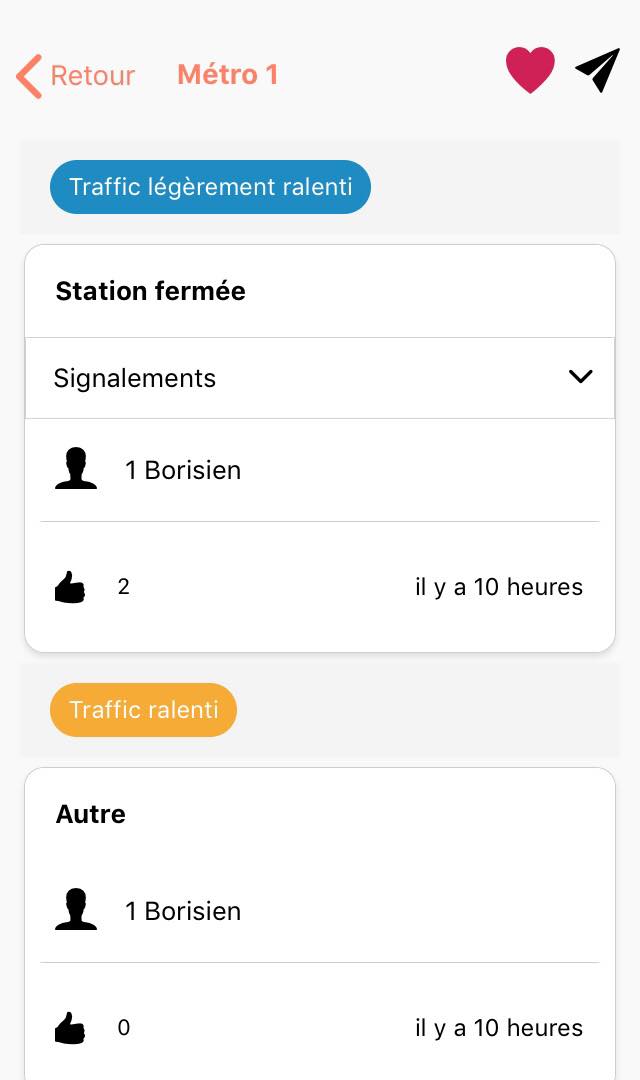 Retour Métro 1
Traffic légèrement ralenti
Station fermée
Signalements
1 Borisien
2 il y a 10 heures
Traffic ralenti
Autre
1 Borisien
0 il y a 10 heures